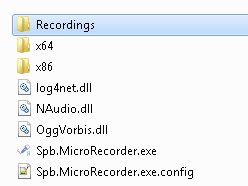 Recordings
x64
x86
log4net.dll
NAudio.dll
OggVorbis.dll
Spb.MicroRecorder.exe
Spb.MicroRecorder.exe.config